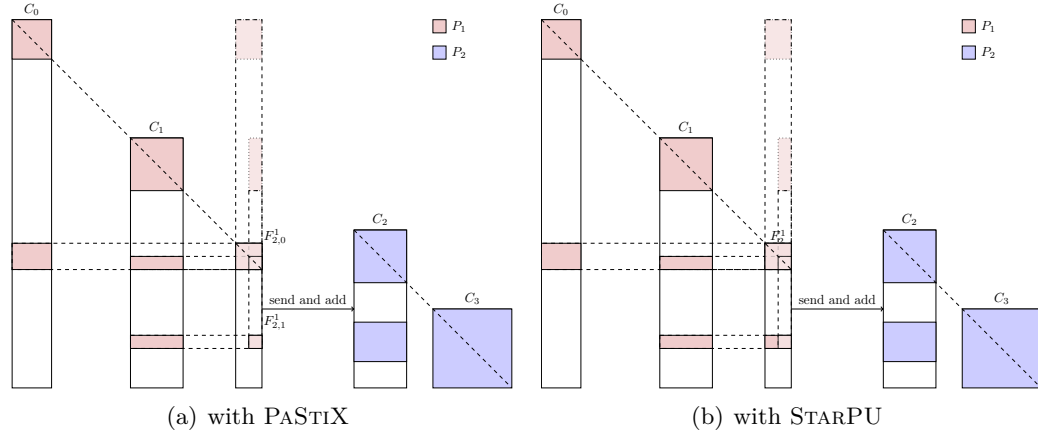 C0
P1
P2
C1
F^1_{2,0}
C2
send and add
F^1_{2,1}
C3
(a) with PASTIX
C0
P1
P2
C1
C2
send and add
C3
(b) with STARPU